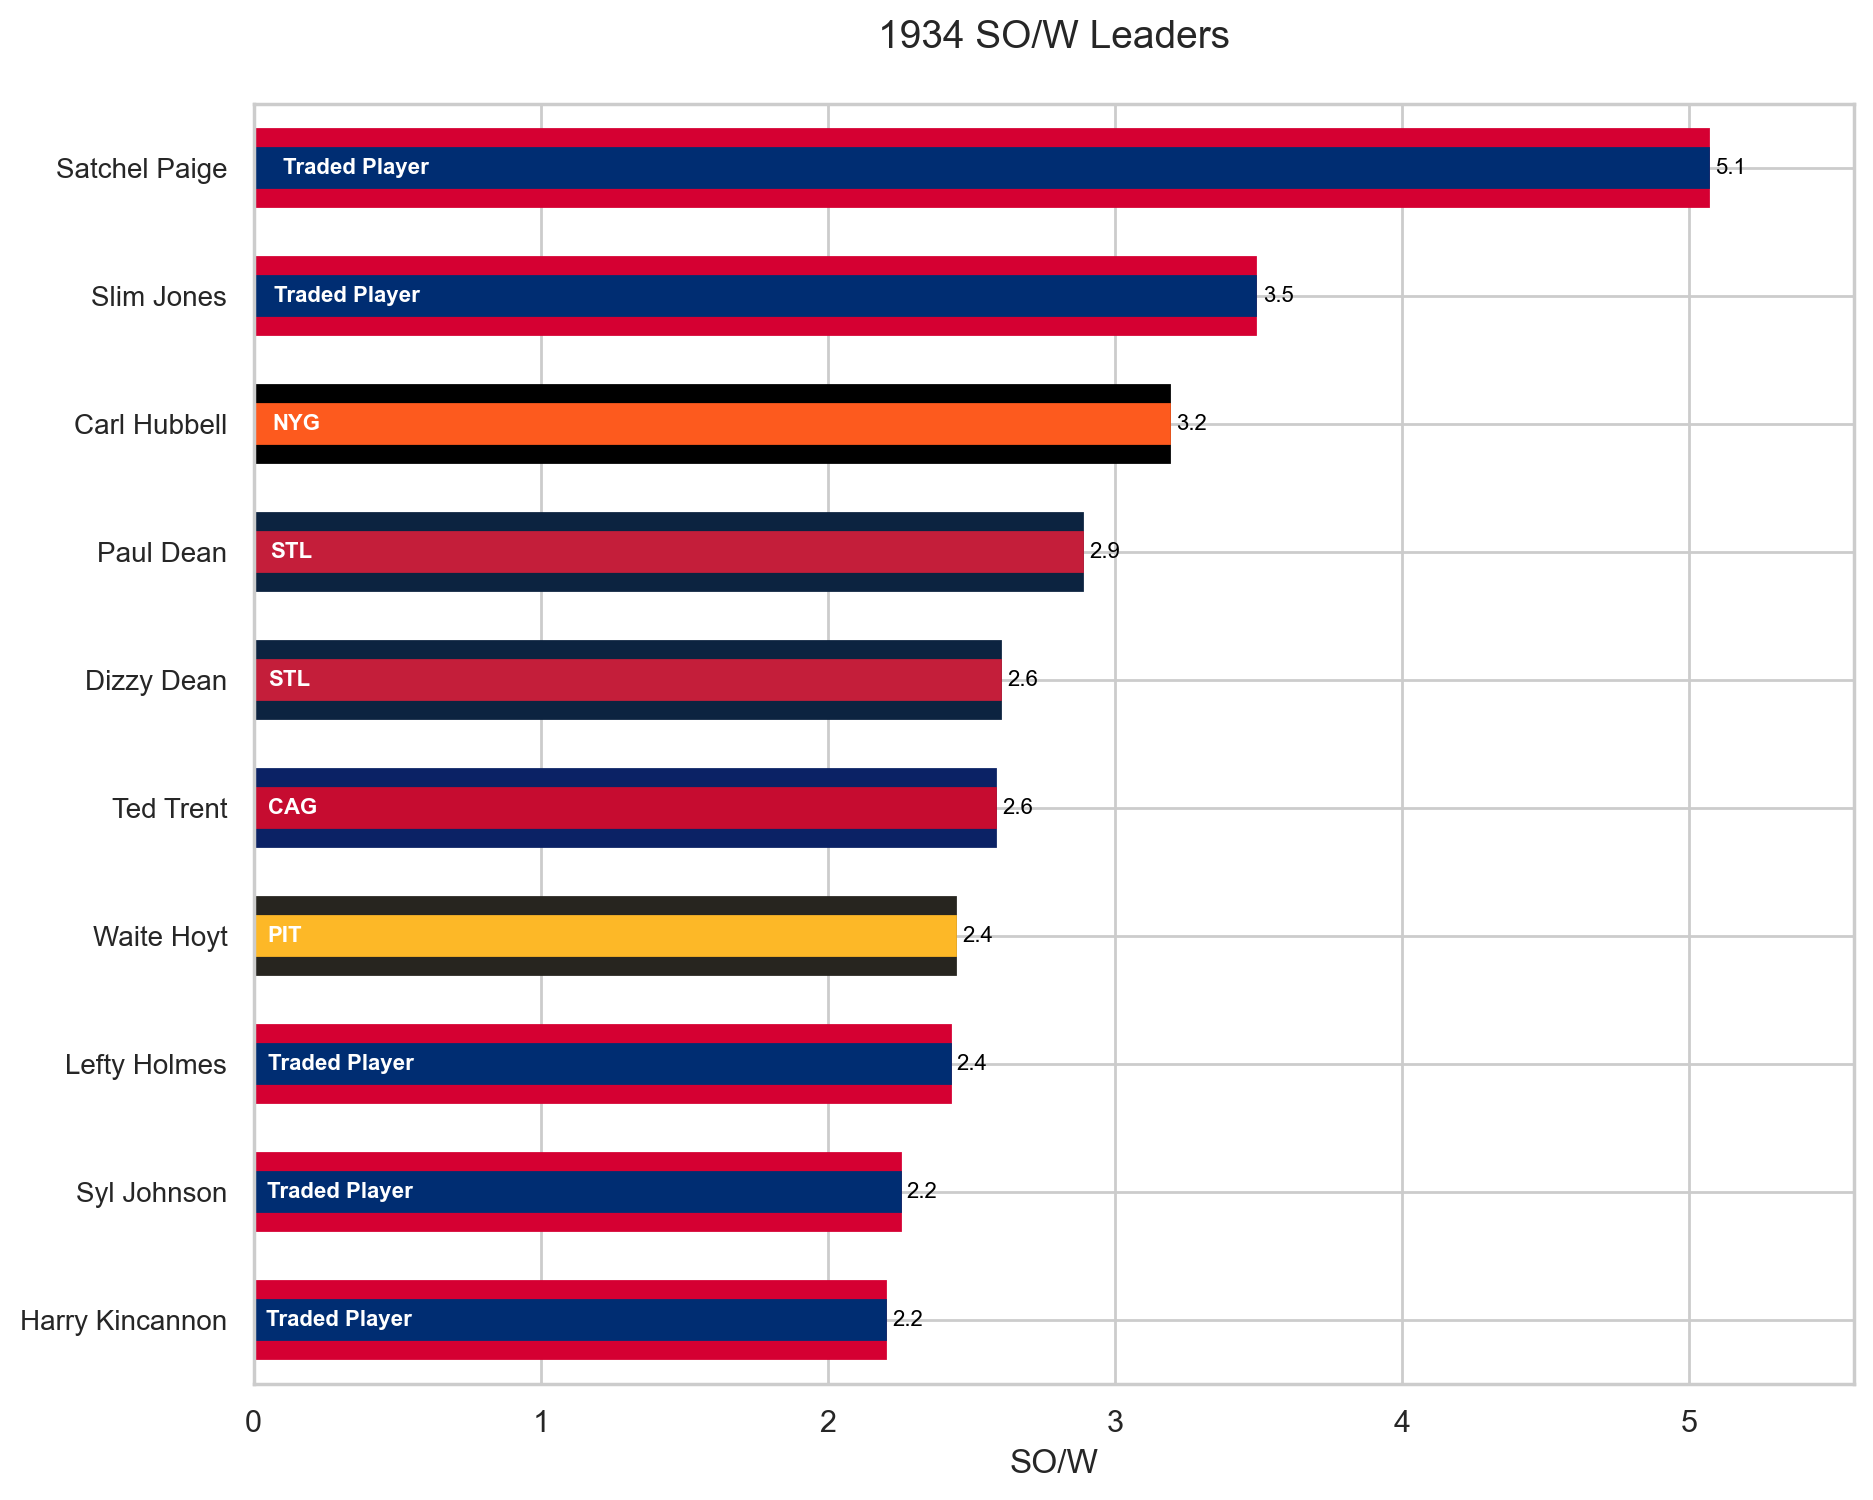 1934 SO/W Leaders
Satchel Paige
Traded Player
5.1
Slim Jones
Traded Player
3.5
Carl Hubbell
NYG
3.2
Paul Dean
STL
2.9
Dizzy Dean
STL
2.6
Ted Trent
CAG
2.6
Waite Hoyt
PIT
2.4
Lefty Holmes
Traded Player
2.4
Syl Johnson
Traded Player
2.2
Harry Kincannon
Traded Player
2.2
0 1 2 3 4 5
SO/W